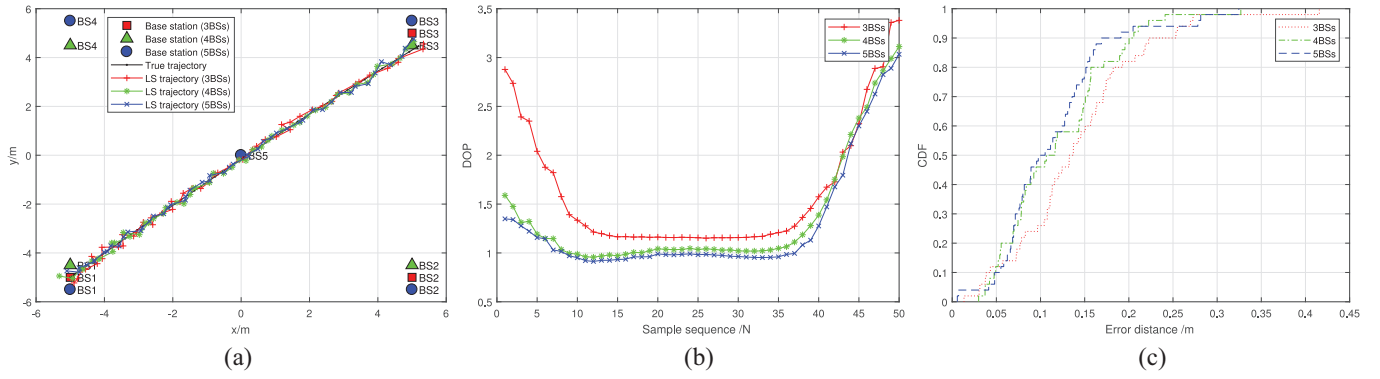 6
4
2
0
-2
-4
-6
y/m
-6
-4
-2
0
2
4
6
x/m
BS4
BS4
BS3
BS3
BS3
BS5
BS1
BS1
BS2
BS2
BS2
Base station (3BSs)
Base station (4BSs)
Base station (5BSs)
True trajectory
LS trajectory (3BSs)
LS trajectory (4BSs)
LS trajectory (5BSs)
(a)
3.5
3
2.5
2
1.5
1
0.5
DOP
0
5
10
15
20
25
30
35
40
45
50
Sample sequence /N
3BSs
4BSs
5BSs
(b)
1
0.9
0.8
0.7
0.6
0.5
0.4
0.3
0.2
0.1
0
CDF
0
0.05
0.1
0.15
0.2
0.25
0.3
0.35
0.4
0.45
Error distance /m
3BSs
4BSs
5BSs
(c)